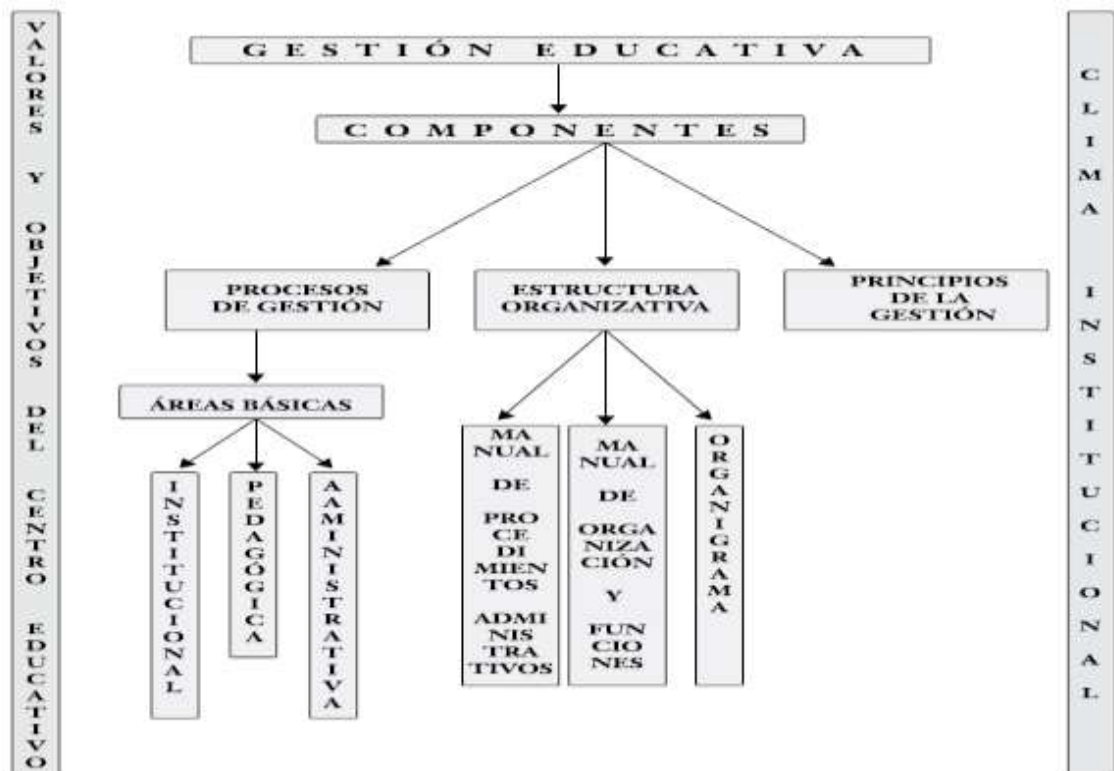 VALORES Y OBJETIVOS DEL CENTRO EDUCATIVO
GESTIÓN EDUCATIVA
COMPONENTES
PROCESOS
DE GESTIÓN
ESTRUCTURA
ORGANIZATIVA
PRINCIPIOS
DE LA
GESTIÓN
ÁREAS BÁSICAS
INSTITUCIONAL
PEDAGÓGICA
AAMINISTRATIVA
MA
NUAL
DE
PRO
CE
DI
MIEN
TOS
ADMI
NIS
TRA
TIVOS
MA
NUAL
DE
ORGA
NIZA
CIÓN
Y
FUN
CIO
NES
ORGANIGRAMA
CLIMA INSTITUCIONAL